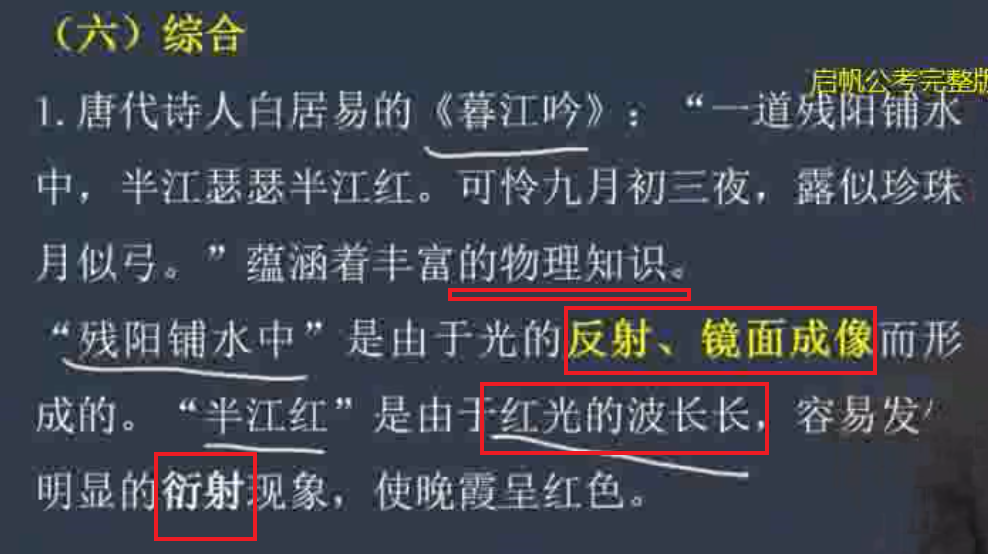 （六）综合
启帆公考完整版
1.唐代诗人白居易的《暮江吟》：“一道残阳铺水
中，半江瑟瑟半江红。可怜九月初三夜，露似珍珠
月似弓。”蕴涵着丰富的物理知识。
“残阳铺水中”是由于光的反射、镜面成像而形
成的。“半江红”是由于红光的波长长，容易发
明显的衍射现象，使晚霞呈红色。